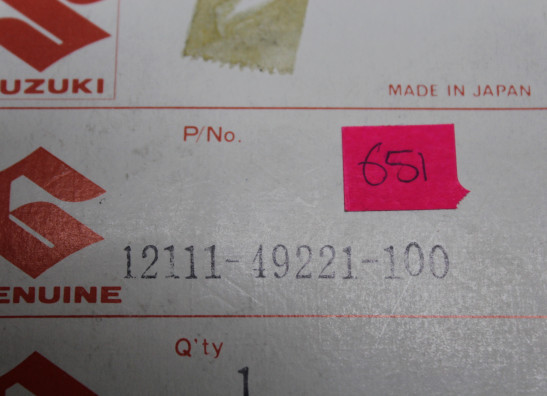 UZUKI
MADE IN JAPAN
P/No.
651
12111-49221-100
ENUINE
Q'ty
1